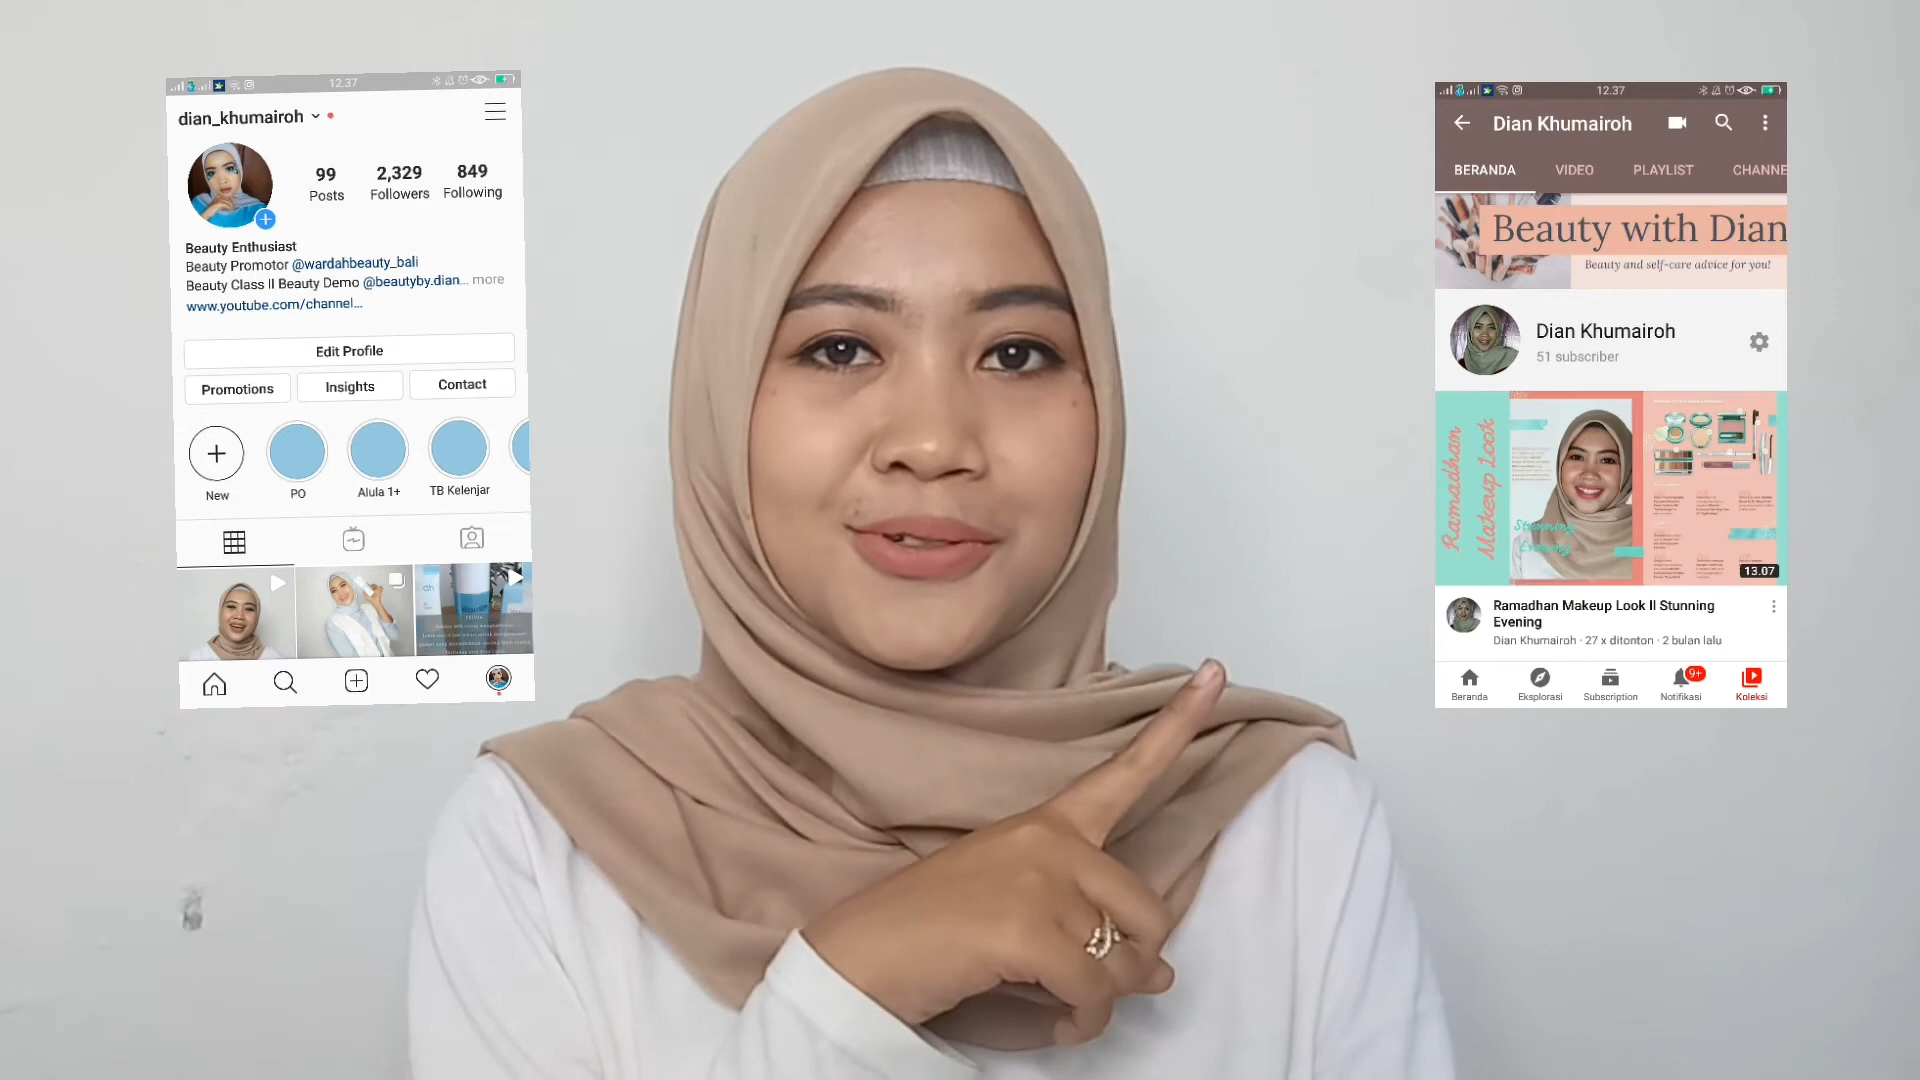 12.37
dian_khumairoh
99
2,329
849
Posts
Followers
Following
Beauty Enthusiast
Beauty Promotor @wardahbeauty_bali
Beauty Class II Beauty Demo @beautyby.dian... more
www.youtube.com/channel...
Edit Profile
Promotions
Insights
Contact
New
PO
Alula 1+
TB Kelenjar
TRIVIA
12.37
Dian Khumairoh
BERANDA
VIDEO
PLAYLIST
CHANNE
Beauty with Dian
Beauty and self-care advice for you!
Dian Khumairoh
51 subscriber
Ramadhan
Makeup Look
Stunning
Evening
13.07
Ramadhan Makeup Look II Stunning
Evening
Dian Khumairoh · 27 x ditonton · 2 bulan lalu
9+
Beranda
Eksplorasi
Subscription
Notifikasi
Koleksi